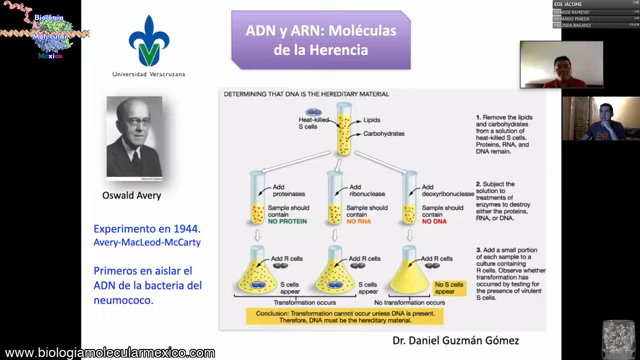 Biología
Molecular
México
Universidad Veracruzana
ADN y ARN: Moléculas
de la Herencia
Oswald Avery
Experimento en 1944.
Avery-MacLeod-McCarty
Primeros en aislar el
ADN de la bacteria del
neumococo.
DETERMINING THAT DNA IS THE HEREDITARY MATERIAL
Heat-killed
S cells
Lipids
Carbohydrates
1. Remove the lipids
and carbohydrates
from a solution of
heat-killed S cells.
Proteins, RNA, and
DNA remain.
Add
proteinases
Add
ribonuclease
Add
deoxyribonuclease
Sample should
contain
NO PROTEIN
Sample should
contain
NO RNA
Sample should
contain
NO DNA
2. Subject the
solution to
treatments of
enzymes to destroy
either the proteins,
RNA, or DNA.
Add R cells
Add R cells
Add R cells
S cells
appear
S cells
appear
No S cells
appear
3. Add a small portion
of each sample to a
culture containing
R cells. Observe whether
transformation has
occurred by testing for
the presence of virulent
S cells.
Transformation occurs
No transformation occurs
Conclusion: Transformation cannot occur unless DNA is present.
Therefore, DNA must be the hereditary material.
Dr. Daniel Guzmán Gómez
www.biologiamolecularmexico.com